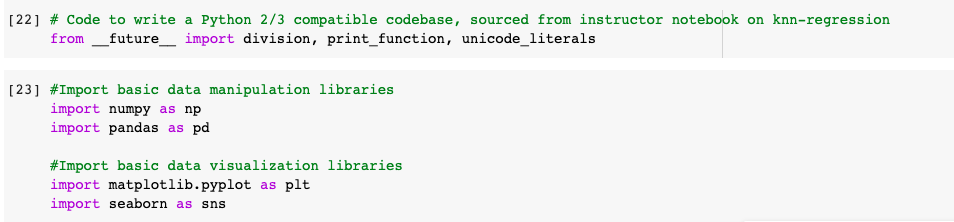 [22] # Code to write a Python 2/3 compatible codebase, sourced from instructor notebook on knn-regression
from __future__ import division, print_function, unicode_literals
[23] #Import basic data manipulation libraries
import numpy as np
import pandas as pd
#Import basic data visualization libraries
import matplotlib.pyplot as plt
import seaborn as sns